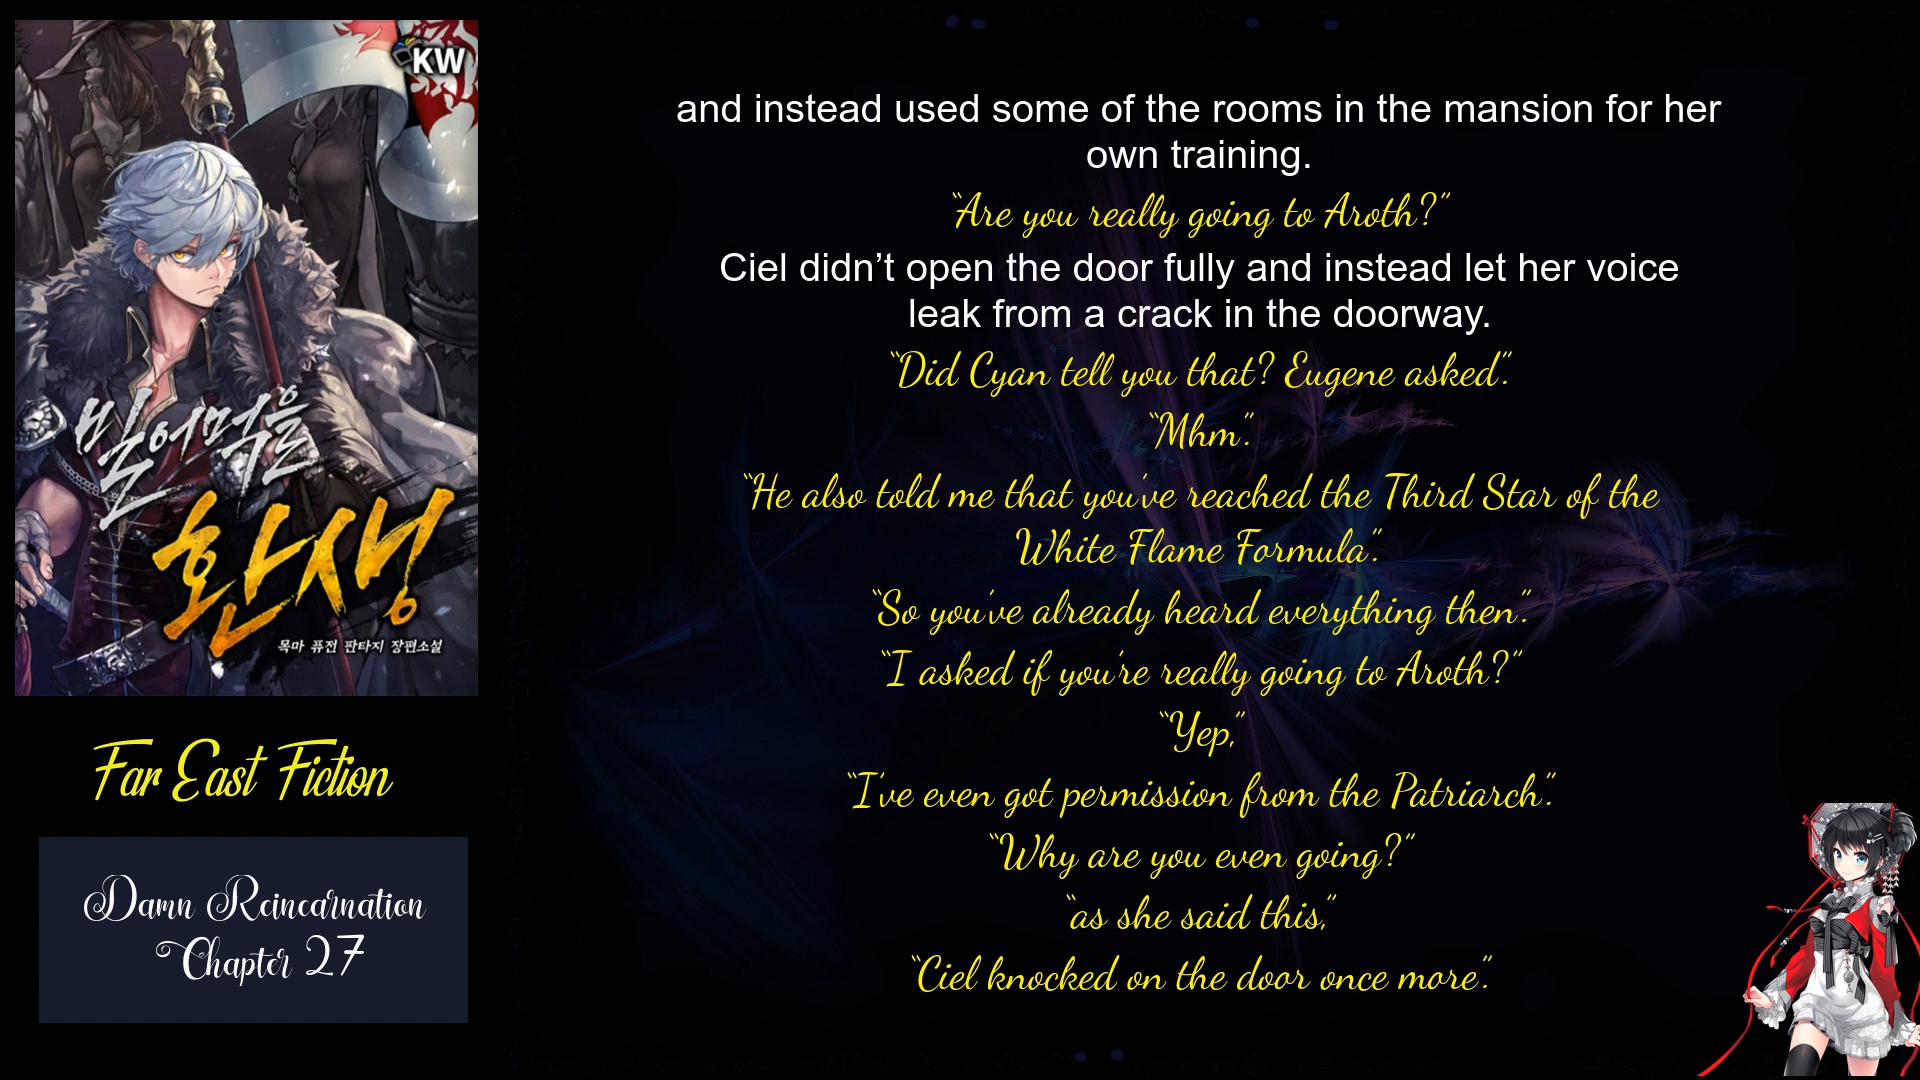 KW
빌어먹을
환생
목마 퓨전 판타지 장편소설
Far East Fiction
Damn Reincarnation
Chapter 27
and instead used some of the rooms in the mansion for her
own training.
“Are you really going to Aroth?”
Ciel didn’t open the door fully and instead let her voice
leak from a crack in the doorway.
“Did Cyan tell you that? Eugene asked.”
“Mhm.”
“He also told me that you’ve reached the Third Star of the
White Flame Formula.”
“So you’ve already heard everything then.”
“I asked if you’re really going to Aroth?”
“Yep,”
“I’ve even got permission from the Patriarch.”
“Why are you even going?”
“as she said this,”
“Ciel knocked on the door once more.”